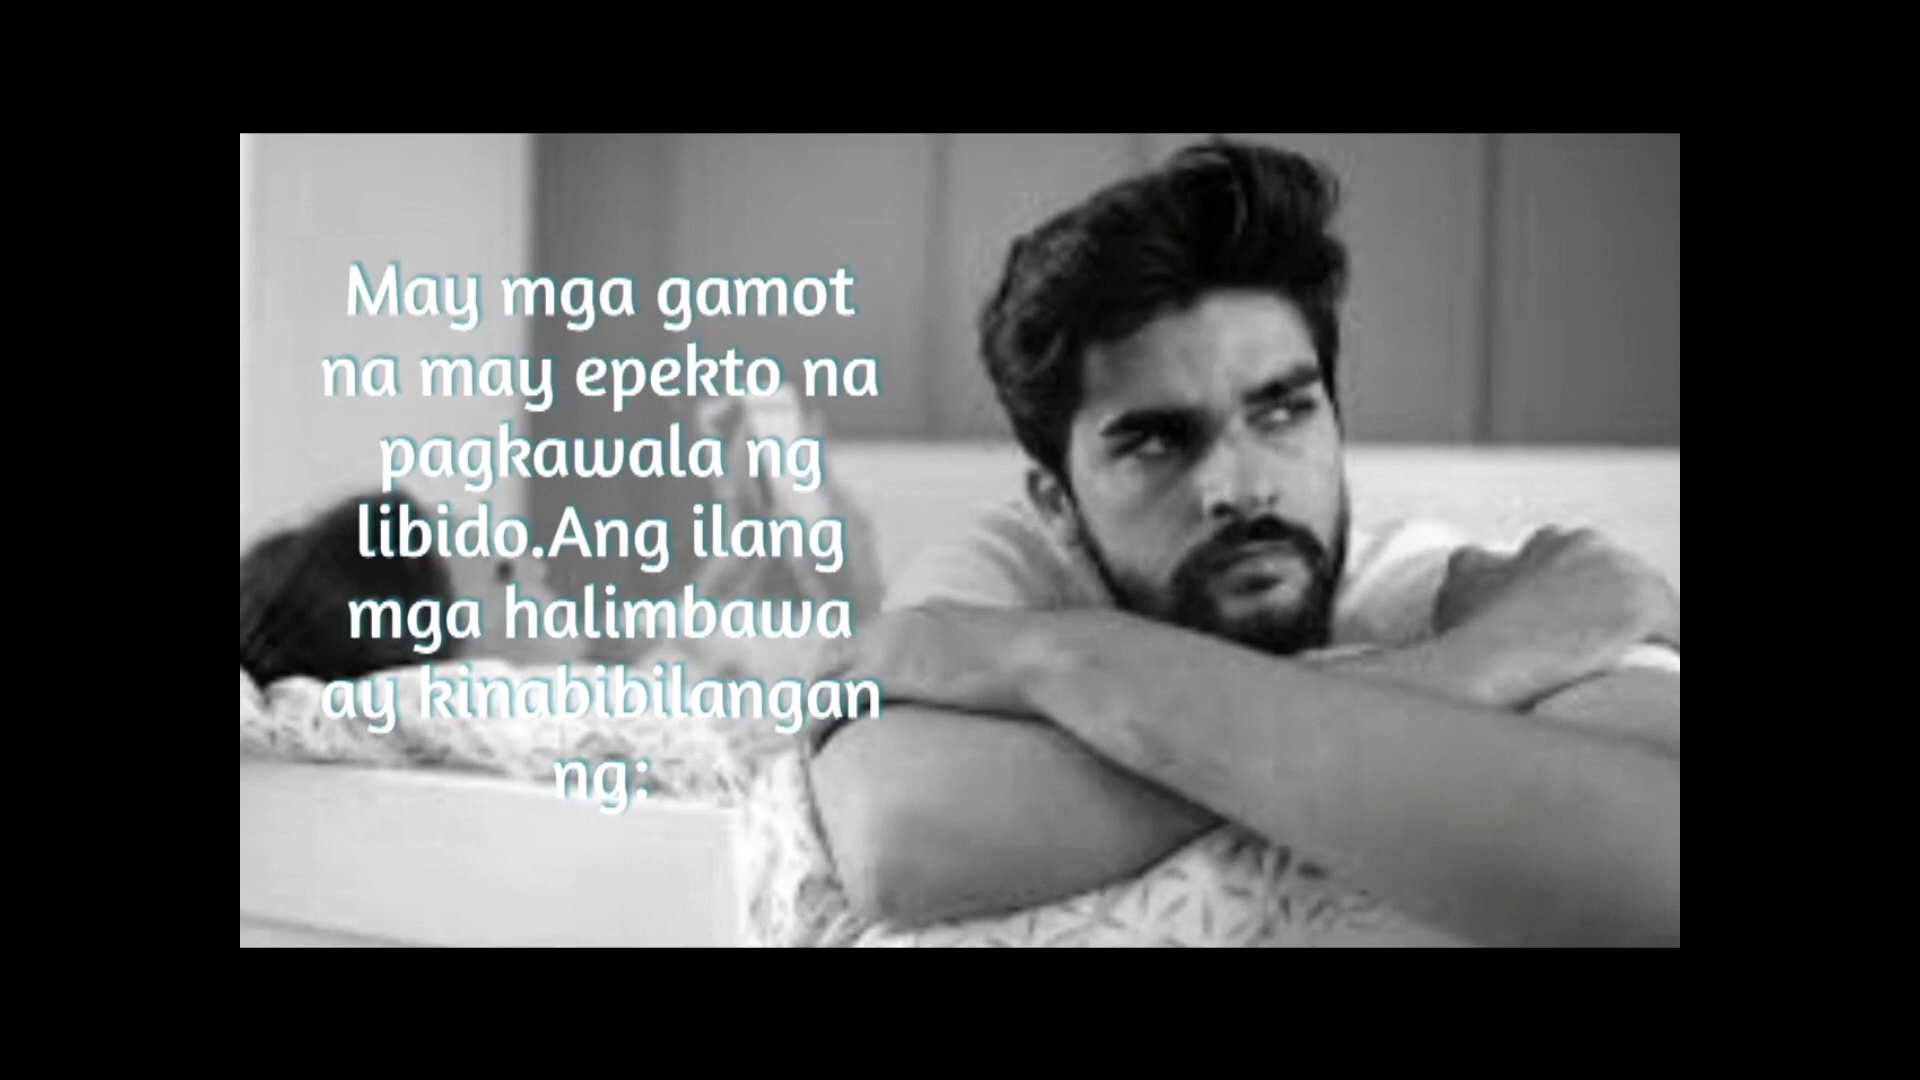 May mga gamot
na may epekto na
pagkawala ng
libido.Ang ilang
mga halimbawa
ay kinabibilangan
ng: